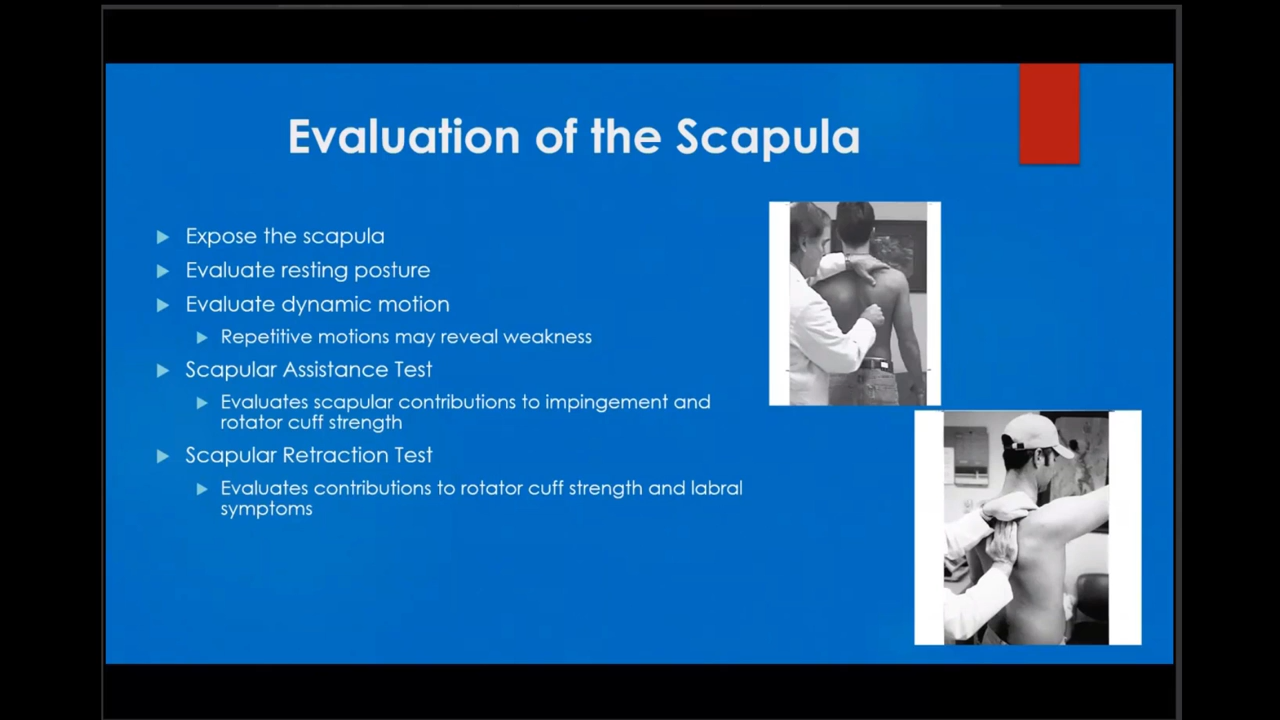 Evaluation of the Scapula
Expose the scapula
Evaluate resting posture
Evaluate dynamic motion
Repetitive motions may reveal weakness
Scapular Assistance Test
Evaluates scapular contributions to impingement and
rotator cuff strength
Scapular Retraction Test
Evaluates contributions to rotator cuff strength and labral
symptoms